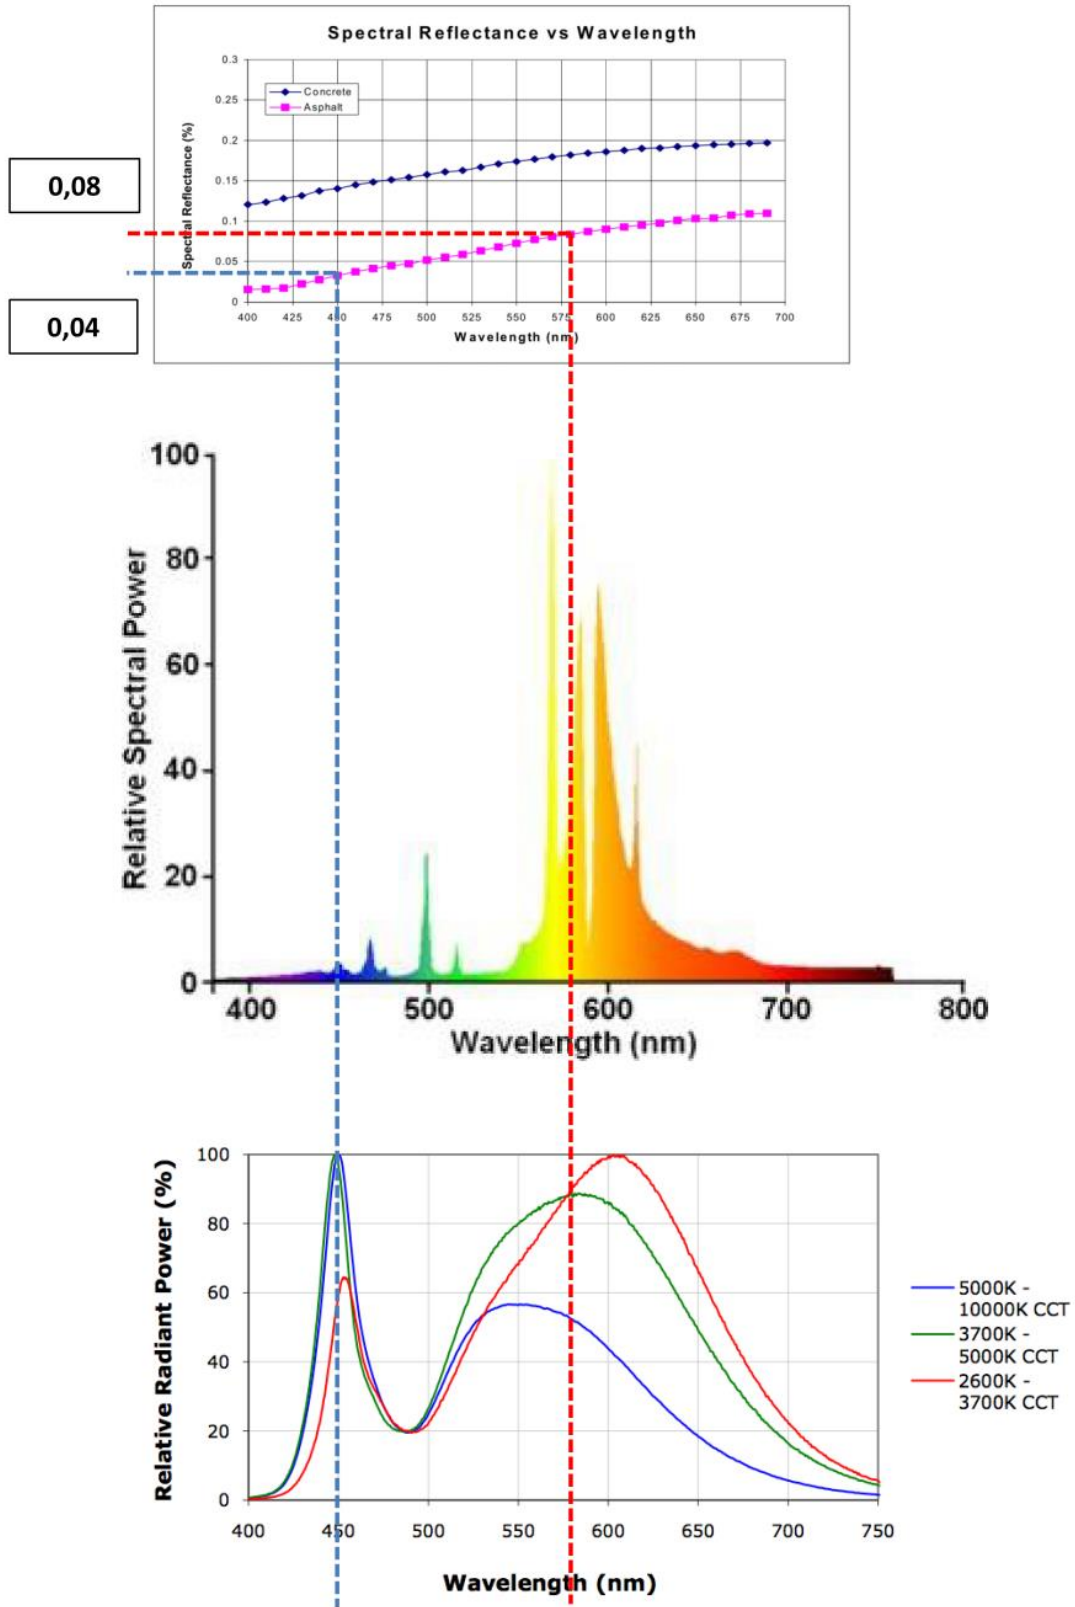 Spectral Reflectance vs Wavelength
0.3
Concrete
Asphalt
0.25
0.2
0.15
0.1
0.05
0
Spectral Reflectance (%)
400 425 450 475 500 525 550 575 600 625 650 675 700
Wavelength (nm)
0,08
0,04
100
80
60
40
20
0
Relative Spectral Power
400 500 600 700 800
Wavelength (nm)
100
80
60
40
20
0
Relative Radiant Power (%)
400 450 500 550 600 650 700 750
Wavelength (nm)
5000K -
10000K CCT
3700K -
5000K CCT
2600K -
3700K CCT